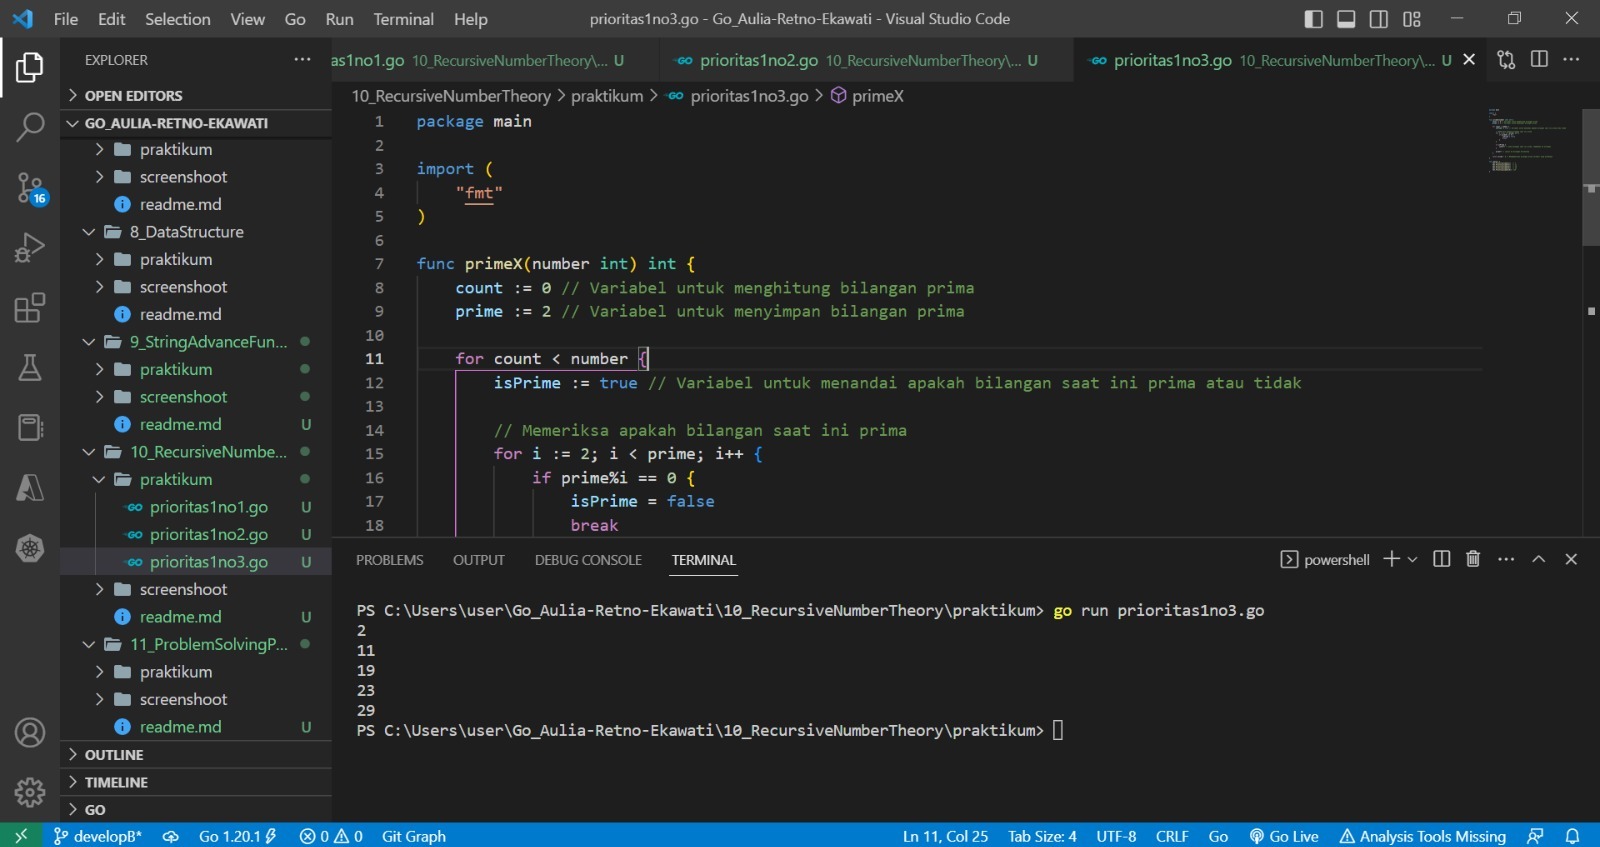 File Edit Selection View Go Run Terminal Help prioritas1no3.go - Go_Aulia-Retno-Ekawati - Visual Studio Code
EXPLORER
OPEN EDITORS
GO_AULIA-RETNO-EKAWATI
praktikum
screenshoot
readme.md
8_DataStructure
praktikum
screenshoot
readme.md
9_StringAdvanceFun...
praktikum
screenshoot
readme.md U
10_RecursiveNumbe...
praktikum
prioritas1no1.go U
prioritas1no2.go U
prioritas1no3.go U
screenshoot
readme.md U
11_ProblemSolvingP...
praktikum
screenshoot
readme.md U
OUTLINE
TIMELINE
GO
16
as1no1.go 10_RecursiveNumberTheory\... U GO prioritas1no2.go 10_RecursiveNumberTheory\... U GO prioritas1no3.go 10_RecursiveNumberTheory\... U
10_RecursiveNumberTheory > praktikum > GO prioritas1no3.go > primeX
1 package main
2
3 import (
4 "fmt"
5 )
6
7 func primeX(number int) int {
8 count := 0 // Variabel untuk menghitung bilangan prima
9 prime := 2 // Variabel untuk menyimpan bilangan prima
10
11 for count < number {
12 isPrime := true // Variabel untuk menandai apakah bilangan saat ini prima atau tidak
13
14 // Memeriksa apakah bilangan saat ini prima
15 for i := 2; i < prime; i++ {
16 if prime%i == 0 {
17 isPrime = false
18 break
PROBLEMS OUTPUT DEBUG CONSOLE TERMINAL powershell
PS C:\Users\user\Go_Aulia-Retno-Ekawati\10_RecursiveNumberTheory\praktikum> go run prioritas1no3.go
2
11
19
23
29
PS C:\Users\user\Go_Aulia-Retno-Ekawati\10_RecursiveNumberTheory\praktikum>
developB* Go 1.20.1 0 0 Git Graph Ln 11, Col 25 Tab Size: 4 UTF-8 CRLF Go Go Live Analysis Tools Missing